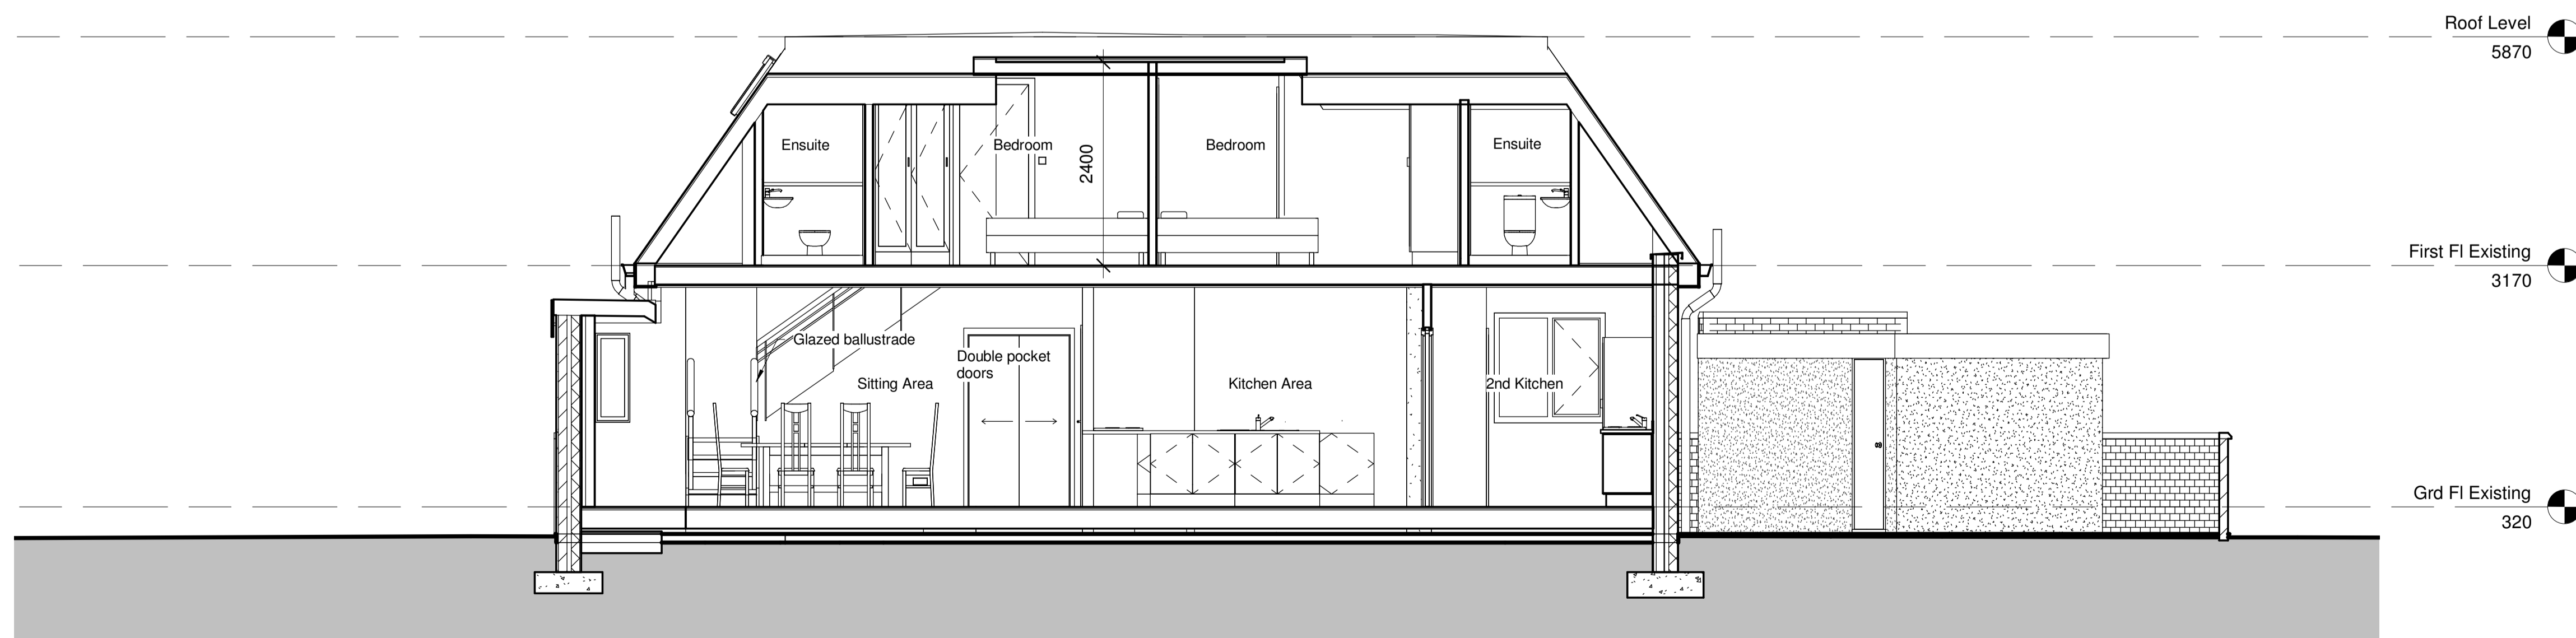 Roof Level
5870
Ensuite
Bedroom
2400
Bedroom
Ensuite
First Fl Existing
3170
Glazed ballustrade
Double pocket
doors
Sitting Area
Kitchen Area
2nd Kitchen
Grd Fl Existing
320